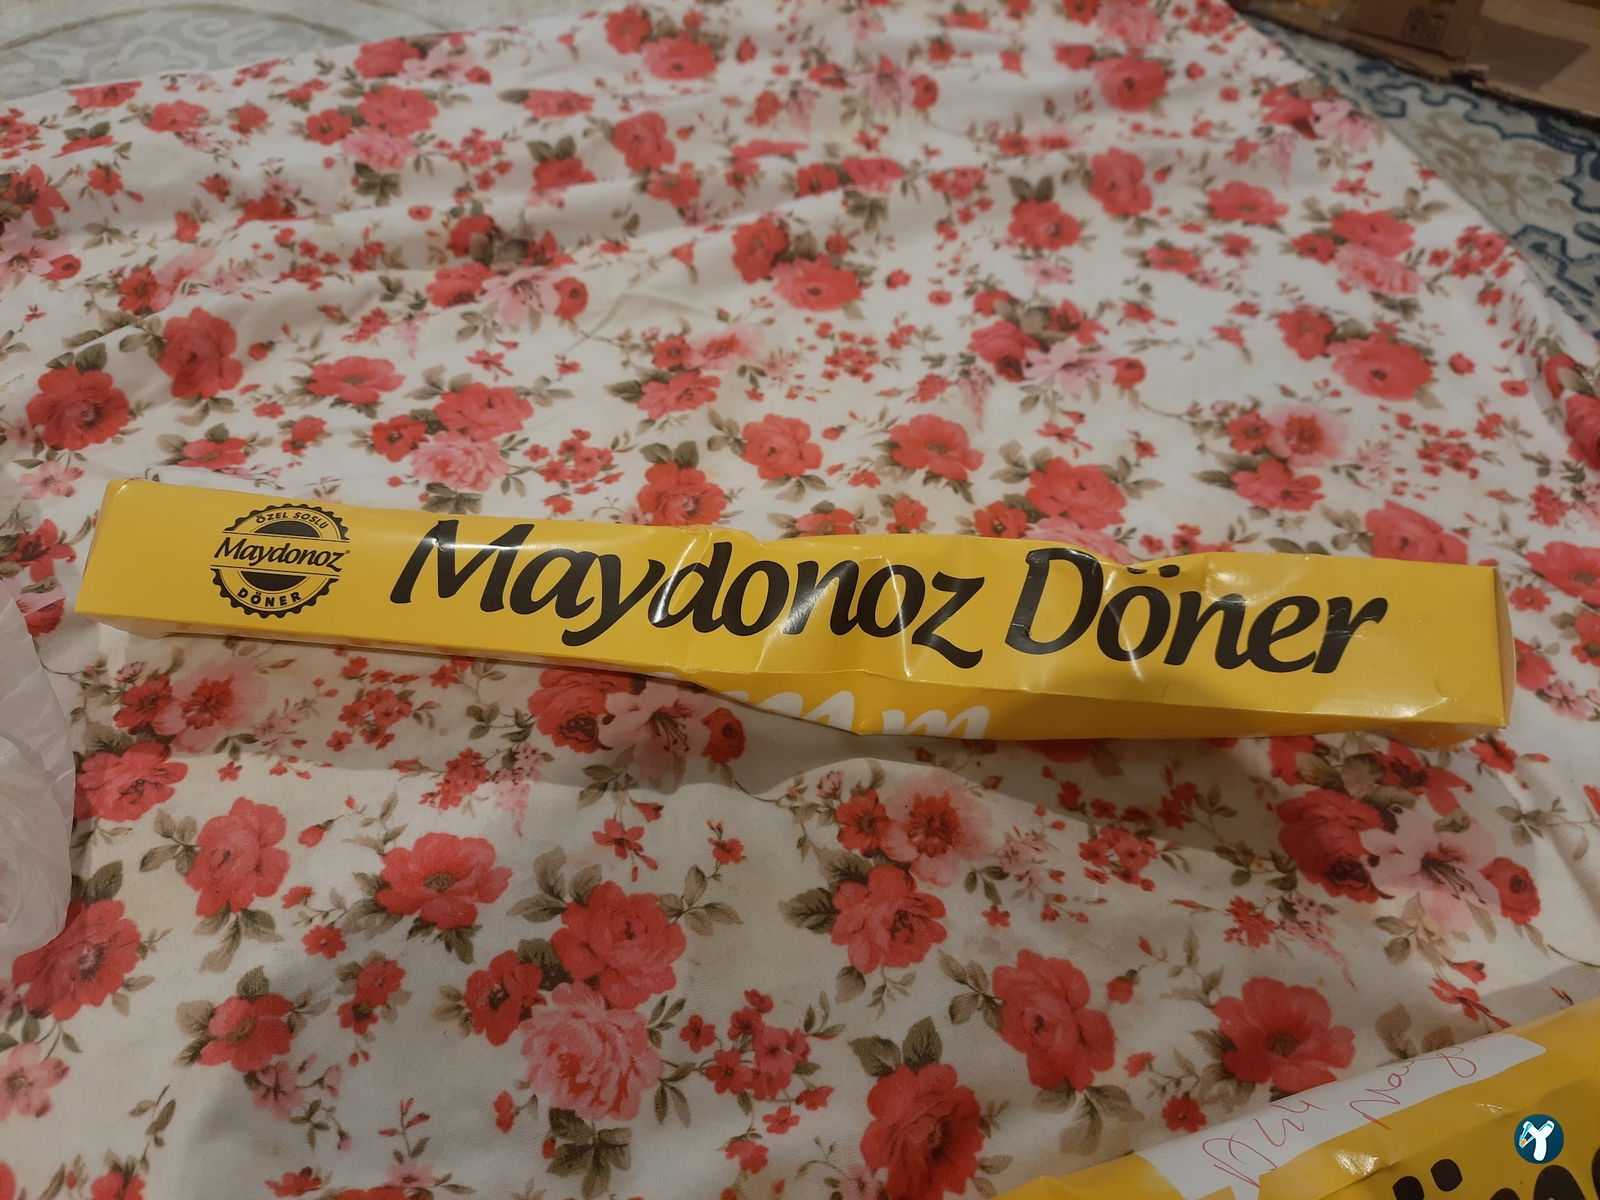 ÖZEL SOSLU
Maydonoz
DÖNER
Maydonoz Döner